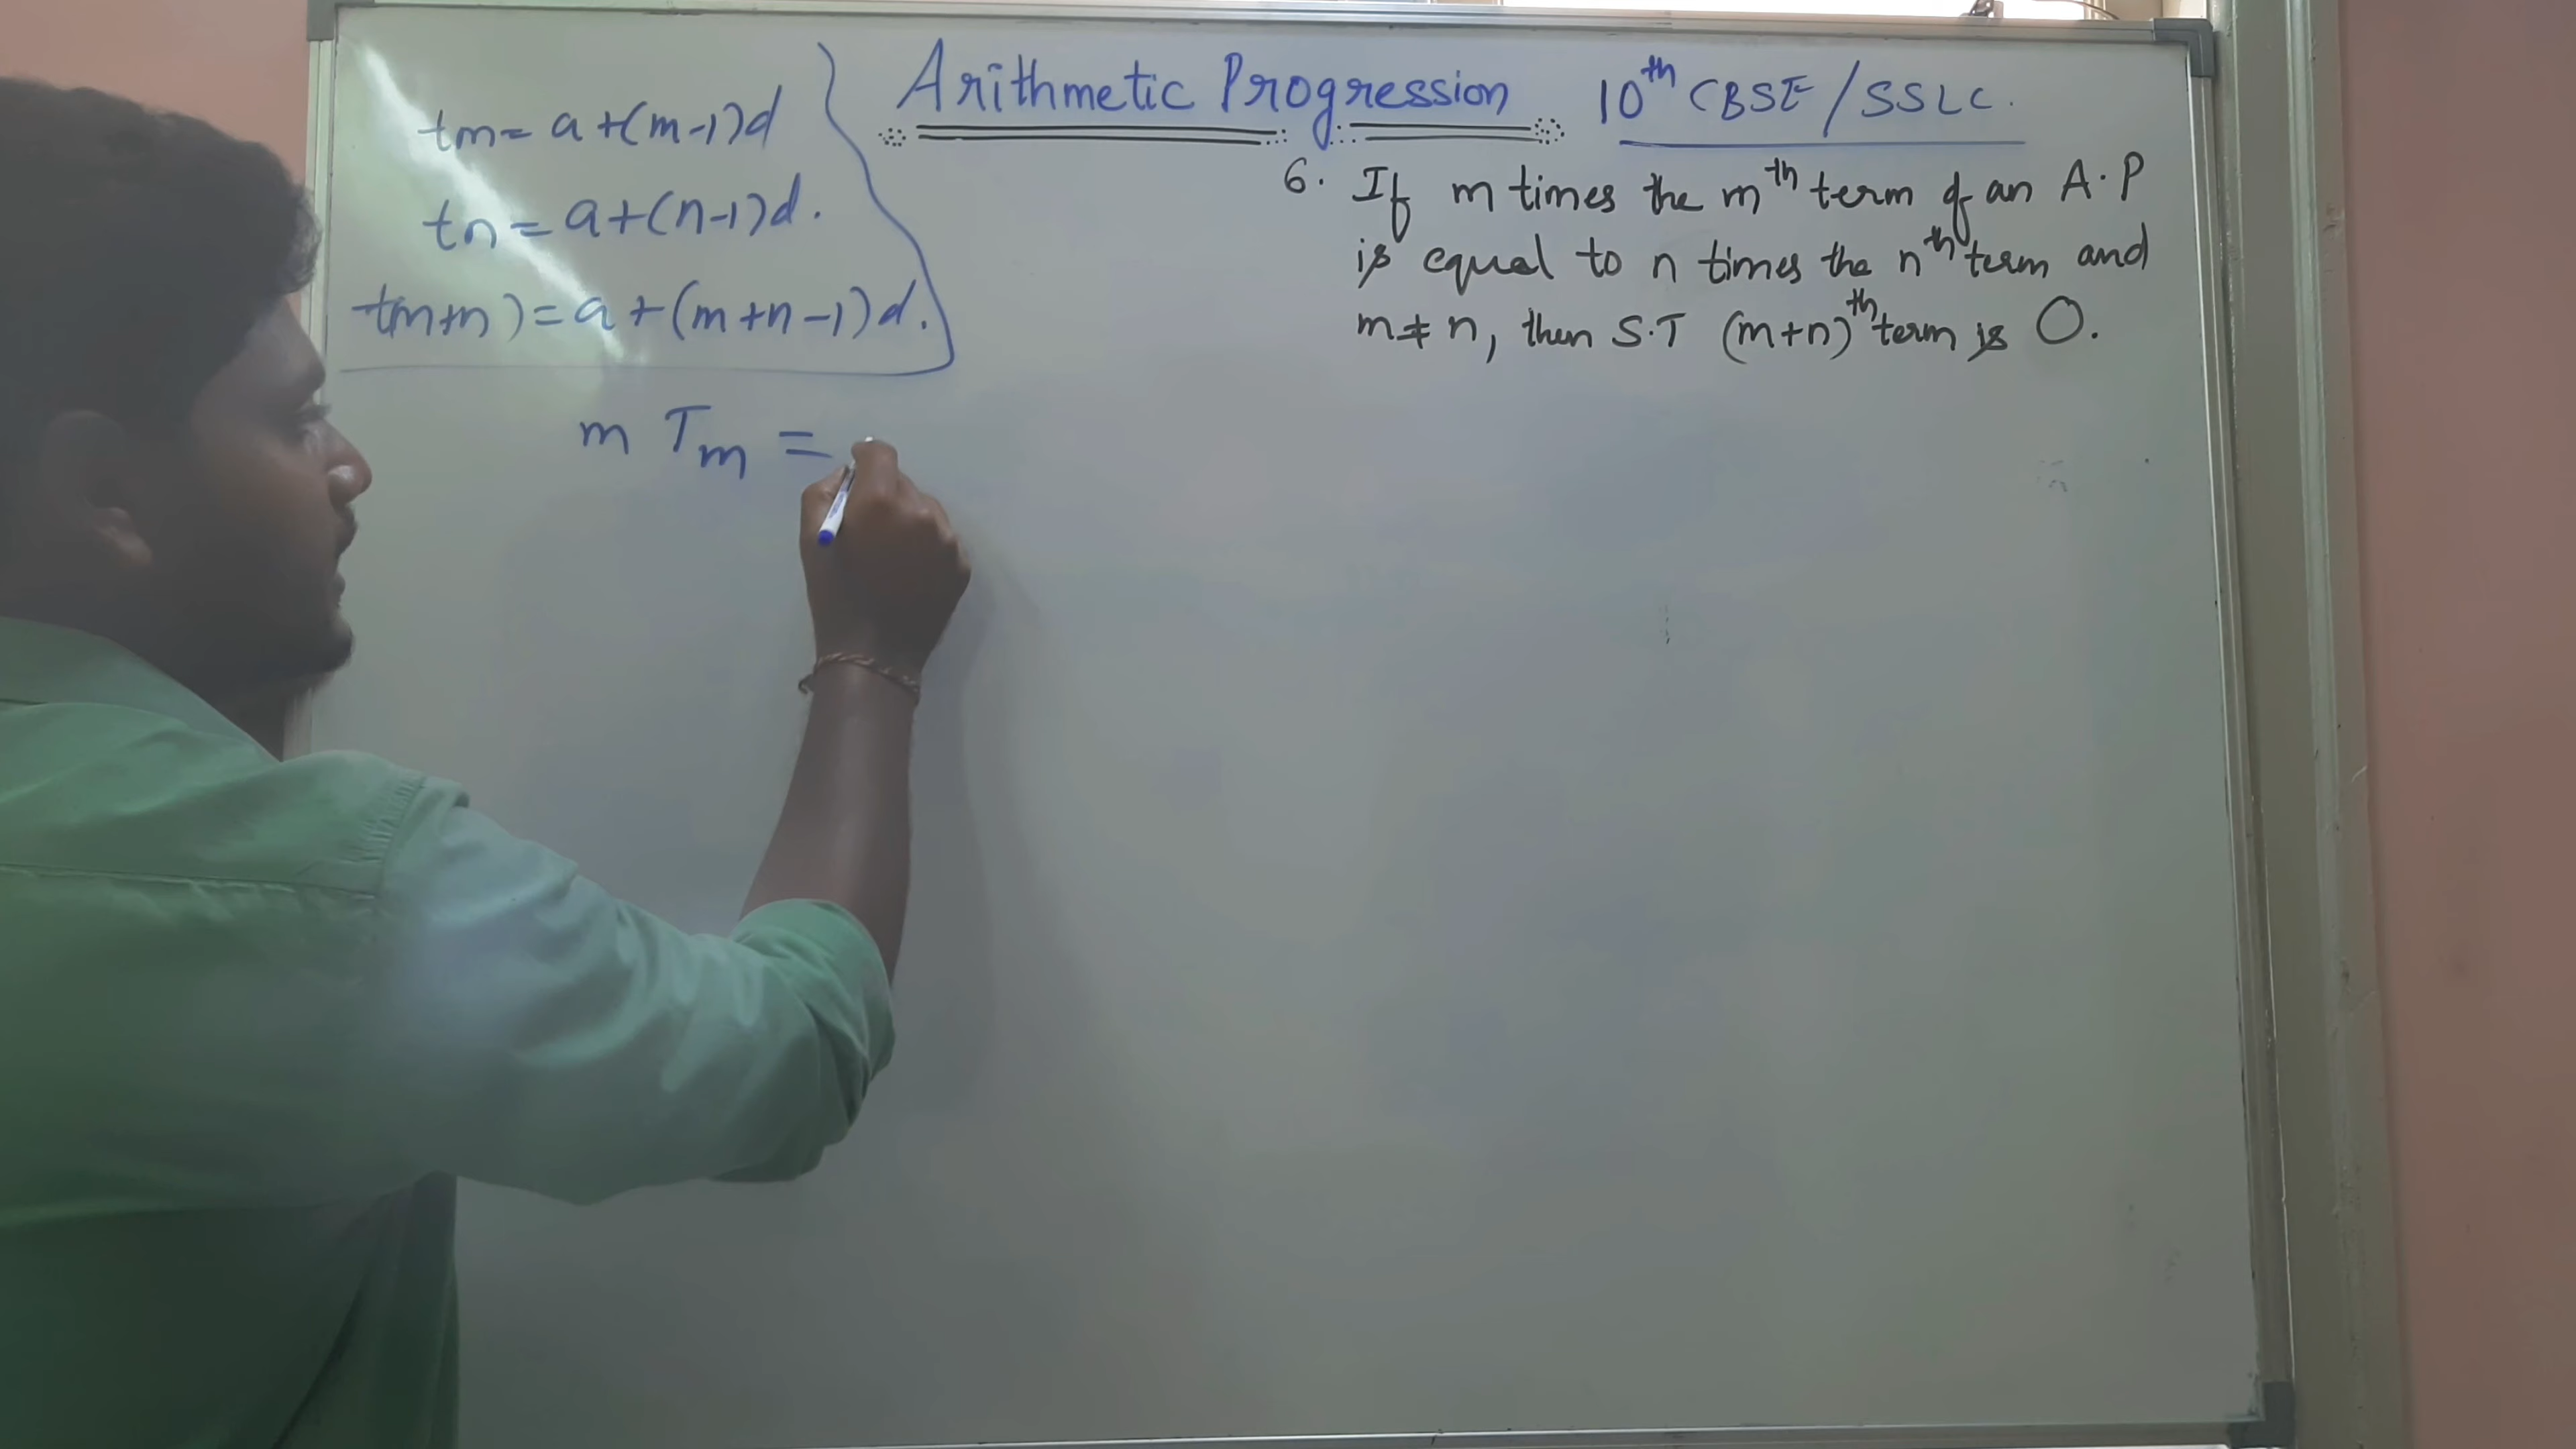 Arithmetic Progression 10th CBSE/SSLC.
tm = a+(m-1)d
tn = a+(n-1)d.
t(m+n) = a+(m+n-1)d.
6. If m times the mth term of an A.P
is equal to n times the nth term and
m ≠ n, then S.T (m+n)th term is 0.
m Tm =